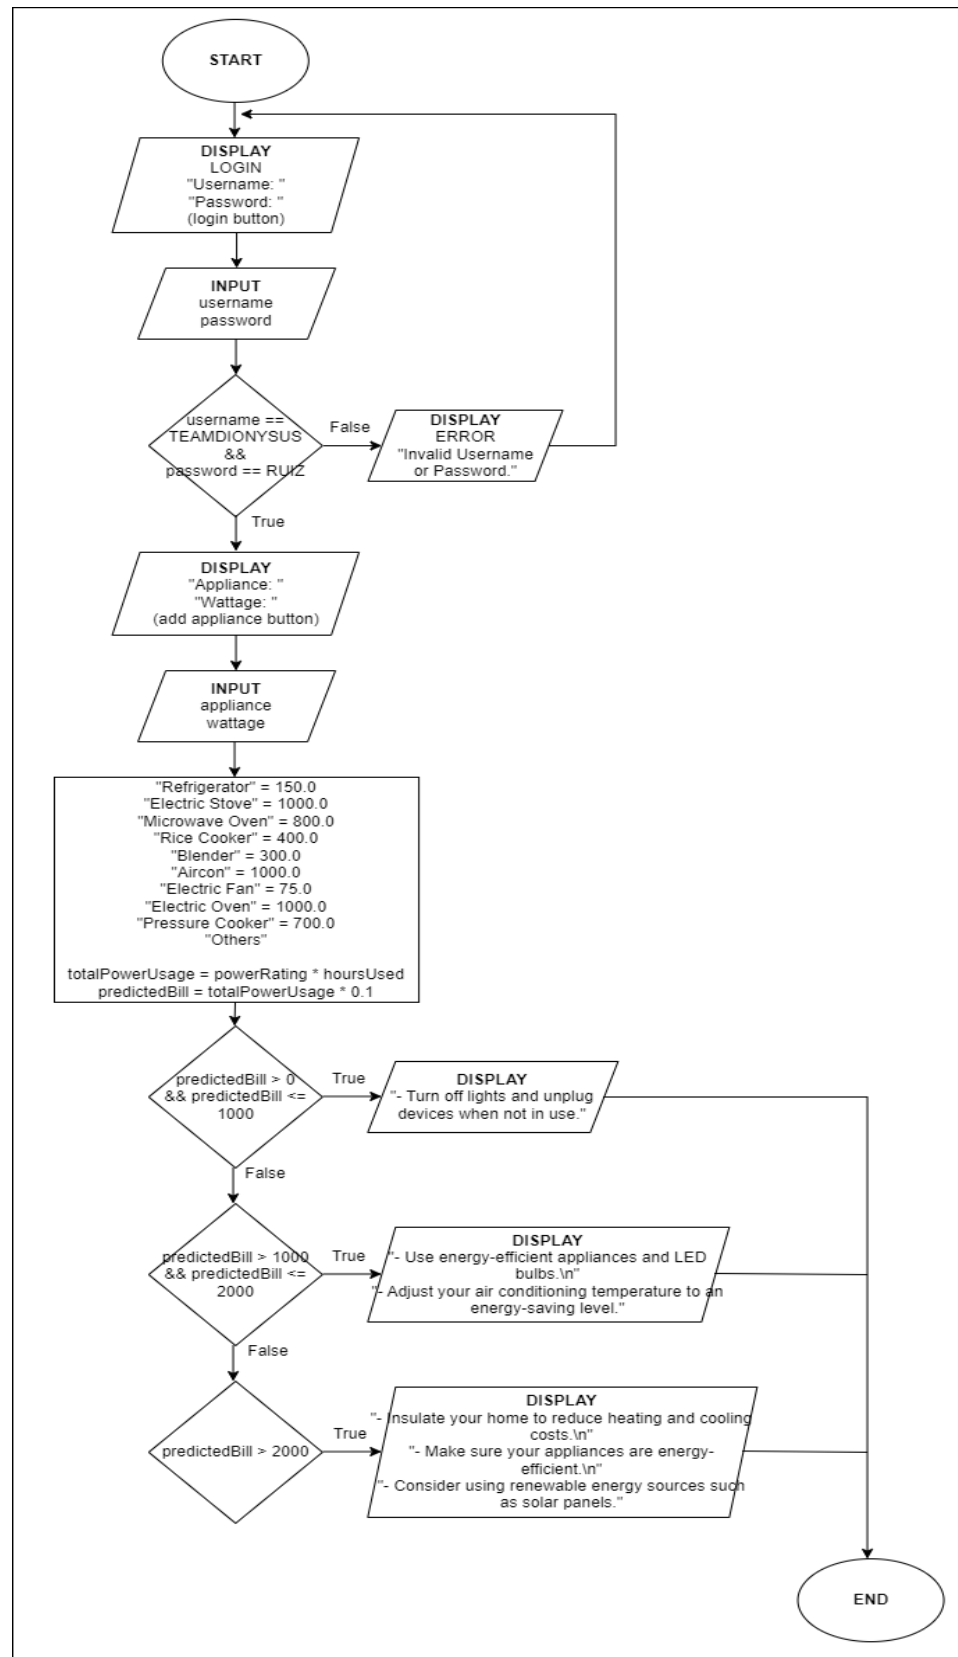 START
DISPLAY
LOGIN
"Username: "
"Password: "
(login button)
INPUT
username
password
username ==
TEAMDIONYSUS
&&
password == RUIZ
False
DISPLAY
ERROR
"Invalid Username
or Password."
True
DISPLAY
"Appliance: "
"Wattage: "
(add appliance button)
INPUT
appliance
wattage
"Refrigerator" = 150.0
"Electric Stove" = 1000.0
"Microwave Oven" = 800.0
"Rice Cooker" = 400.0
"Blender" = 300.0
"Aircon" = 1000.0
"Electric Fan" = 75.0
"Electric Oven" = 1000.0
"Pressure Cooker" = 700.0
"Others"
totalPowerUsage = powerRating * hoursUsed
predictedBill = totalPowerUsage * 0.1
predictedBill > 0
&& predictedBill <=
1000
True
DISPLAY
"- Turn off lights and unplug
devices when not in use."
False
predictedBill > 1000
&& predictedBill <=
2000
True
DISPLAY
"- Use energy-efficient appliances and LED
bulbs.\n"
"- Adjust your air conditioning temperature to an
energy-saving level."
False
predictedBill > 2000
True
DISPLAY
"- Insulate your home to reduce heating and cooling
costs.\n"
"- Make sure your appliances are energy-
efficient.\n"
"- Consider using renewable energy sources such
as solar panels."
END